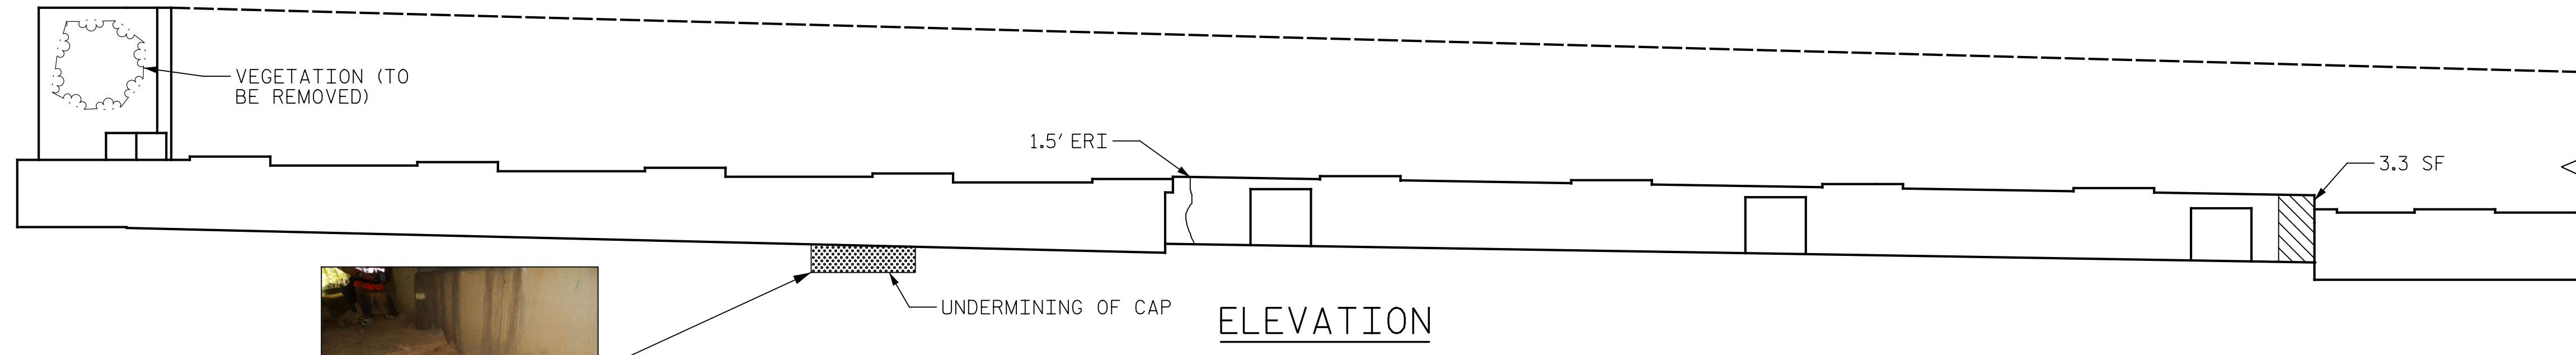 VEGETATION (TO
BE REMOVED)
1.5' ERI
3.3 SF
UNDERMINING OF CAP
ELEVATION